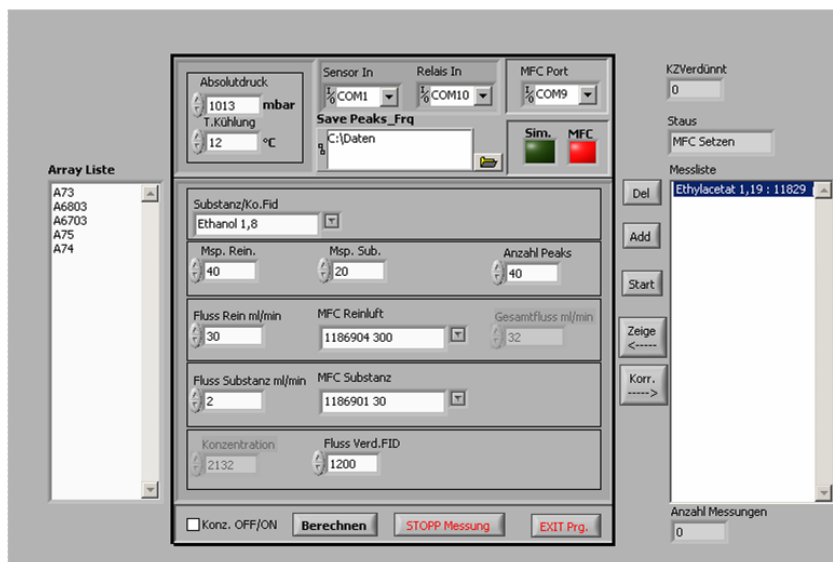 Absolutdruck
1013 mbar
T.Kühlung
12 °C
Sensor In
COM1
Relais In
COM10
MFC Port
COM9
Save Peaks_Frq
C:\Daten
Sim. MFC
KZVerdünnt
0
Staus
MFC Setzen
Array Liste
A73
A6803
A6703
A75
A74
Substanz/Ko.Fid
Ethanol 1,8
Msp. Rein.
40
Msp. Sub.
20
Anzahl Peaks
40
Fluss Rein ml/min
30
MFC Reinluft
1186904 300
Gesamtfluss ml/min
32
Fluss Substanz ml/min
2
MFC Substanz
1186901 30
Konzentration
2132
Fluss Verd.FID
1200
Konz. OFF/ON
Berechnen
STOPP Messung
EXIT Prg.
Del
Add
Start
Zeige
<-----
Korr.
----->
Messliste
Ethylacetat 1,19 : 11829
Anzahl Messungen
0